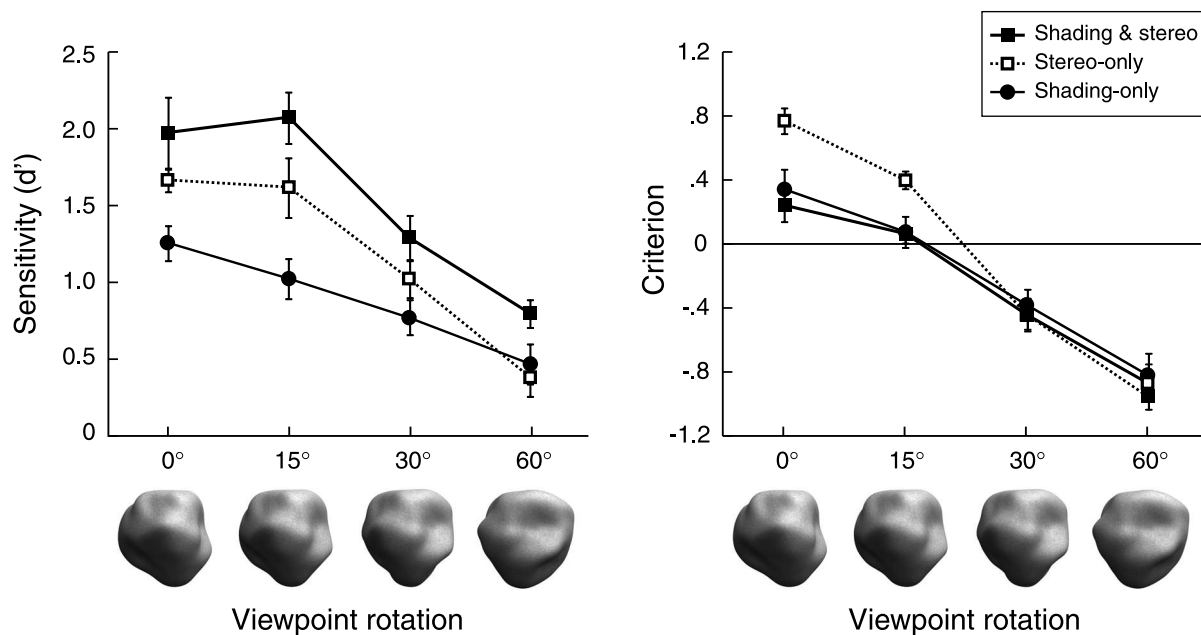 Sensitivity (d')
2.5
2.0
1.5
1.0
0.5
0
0° 15° 30° 60°
Viewpoint rotation
Criterion
1.2
.8
.4
0
-.4
-.8
-1.2
0° 15° 30° 60°
Viewpoint rotation
Shading & stereo
Stereo-only
Shading-only